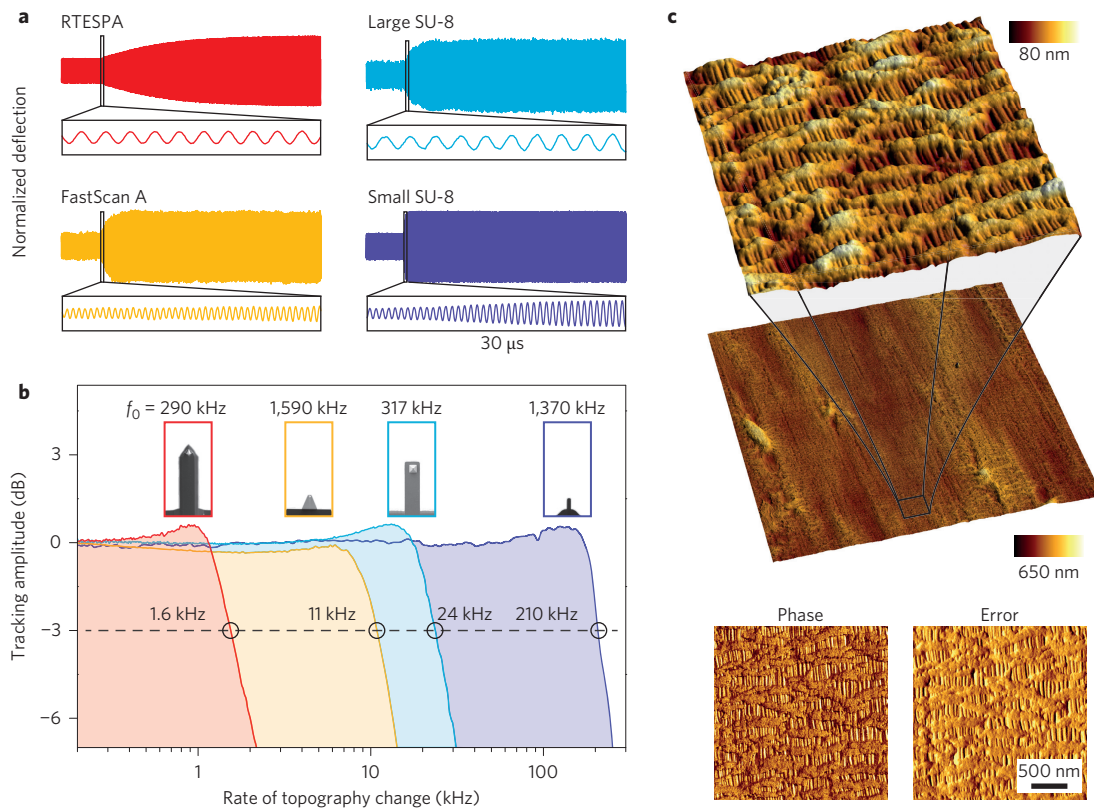 a
RTESPA
Large SU-8
FastScan A
Small SU-8
Normalized deflection
30 µs
b
f0 = 290 kHz
1,590 kHz
317 kHz
1,370 kHz
3
0
−3
−6
Tracking amplitude (dB)
1.6 kHz
11 kHz
24 kHz
210 kHz
1
10
100
Rate of topography change (kHz)
c
80 nm
650 nm
Phase
Error
500 nm